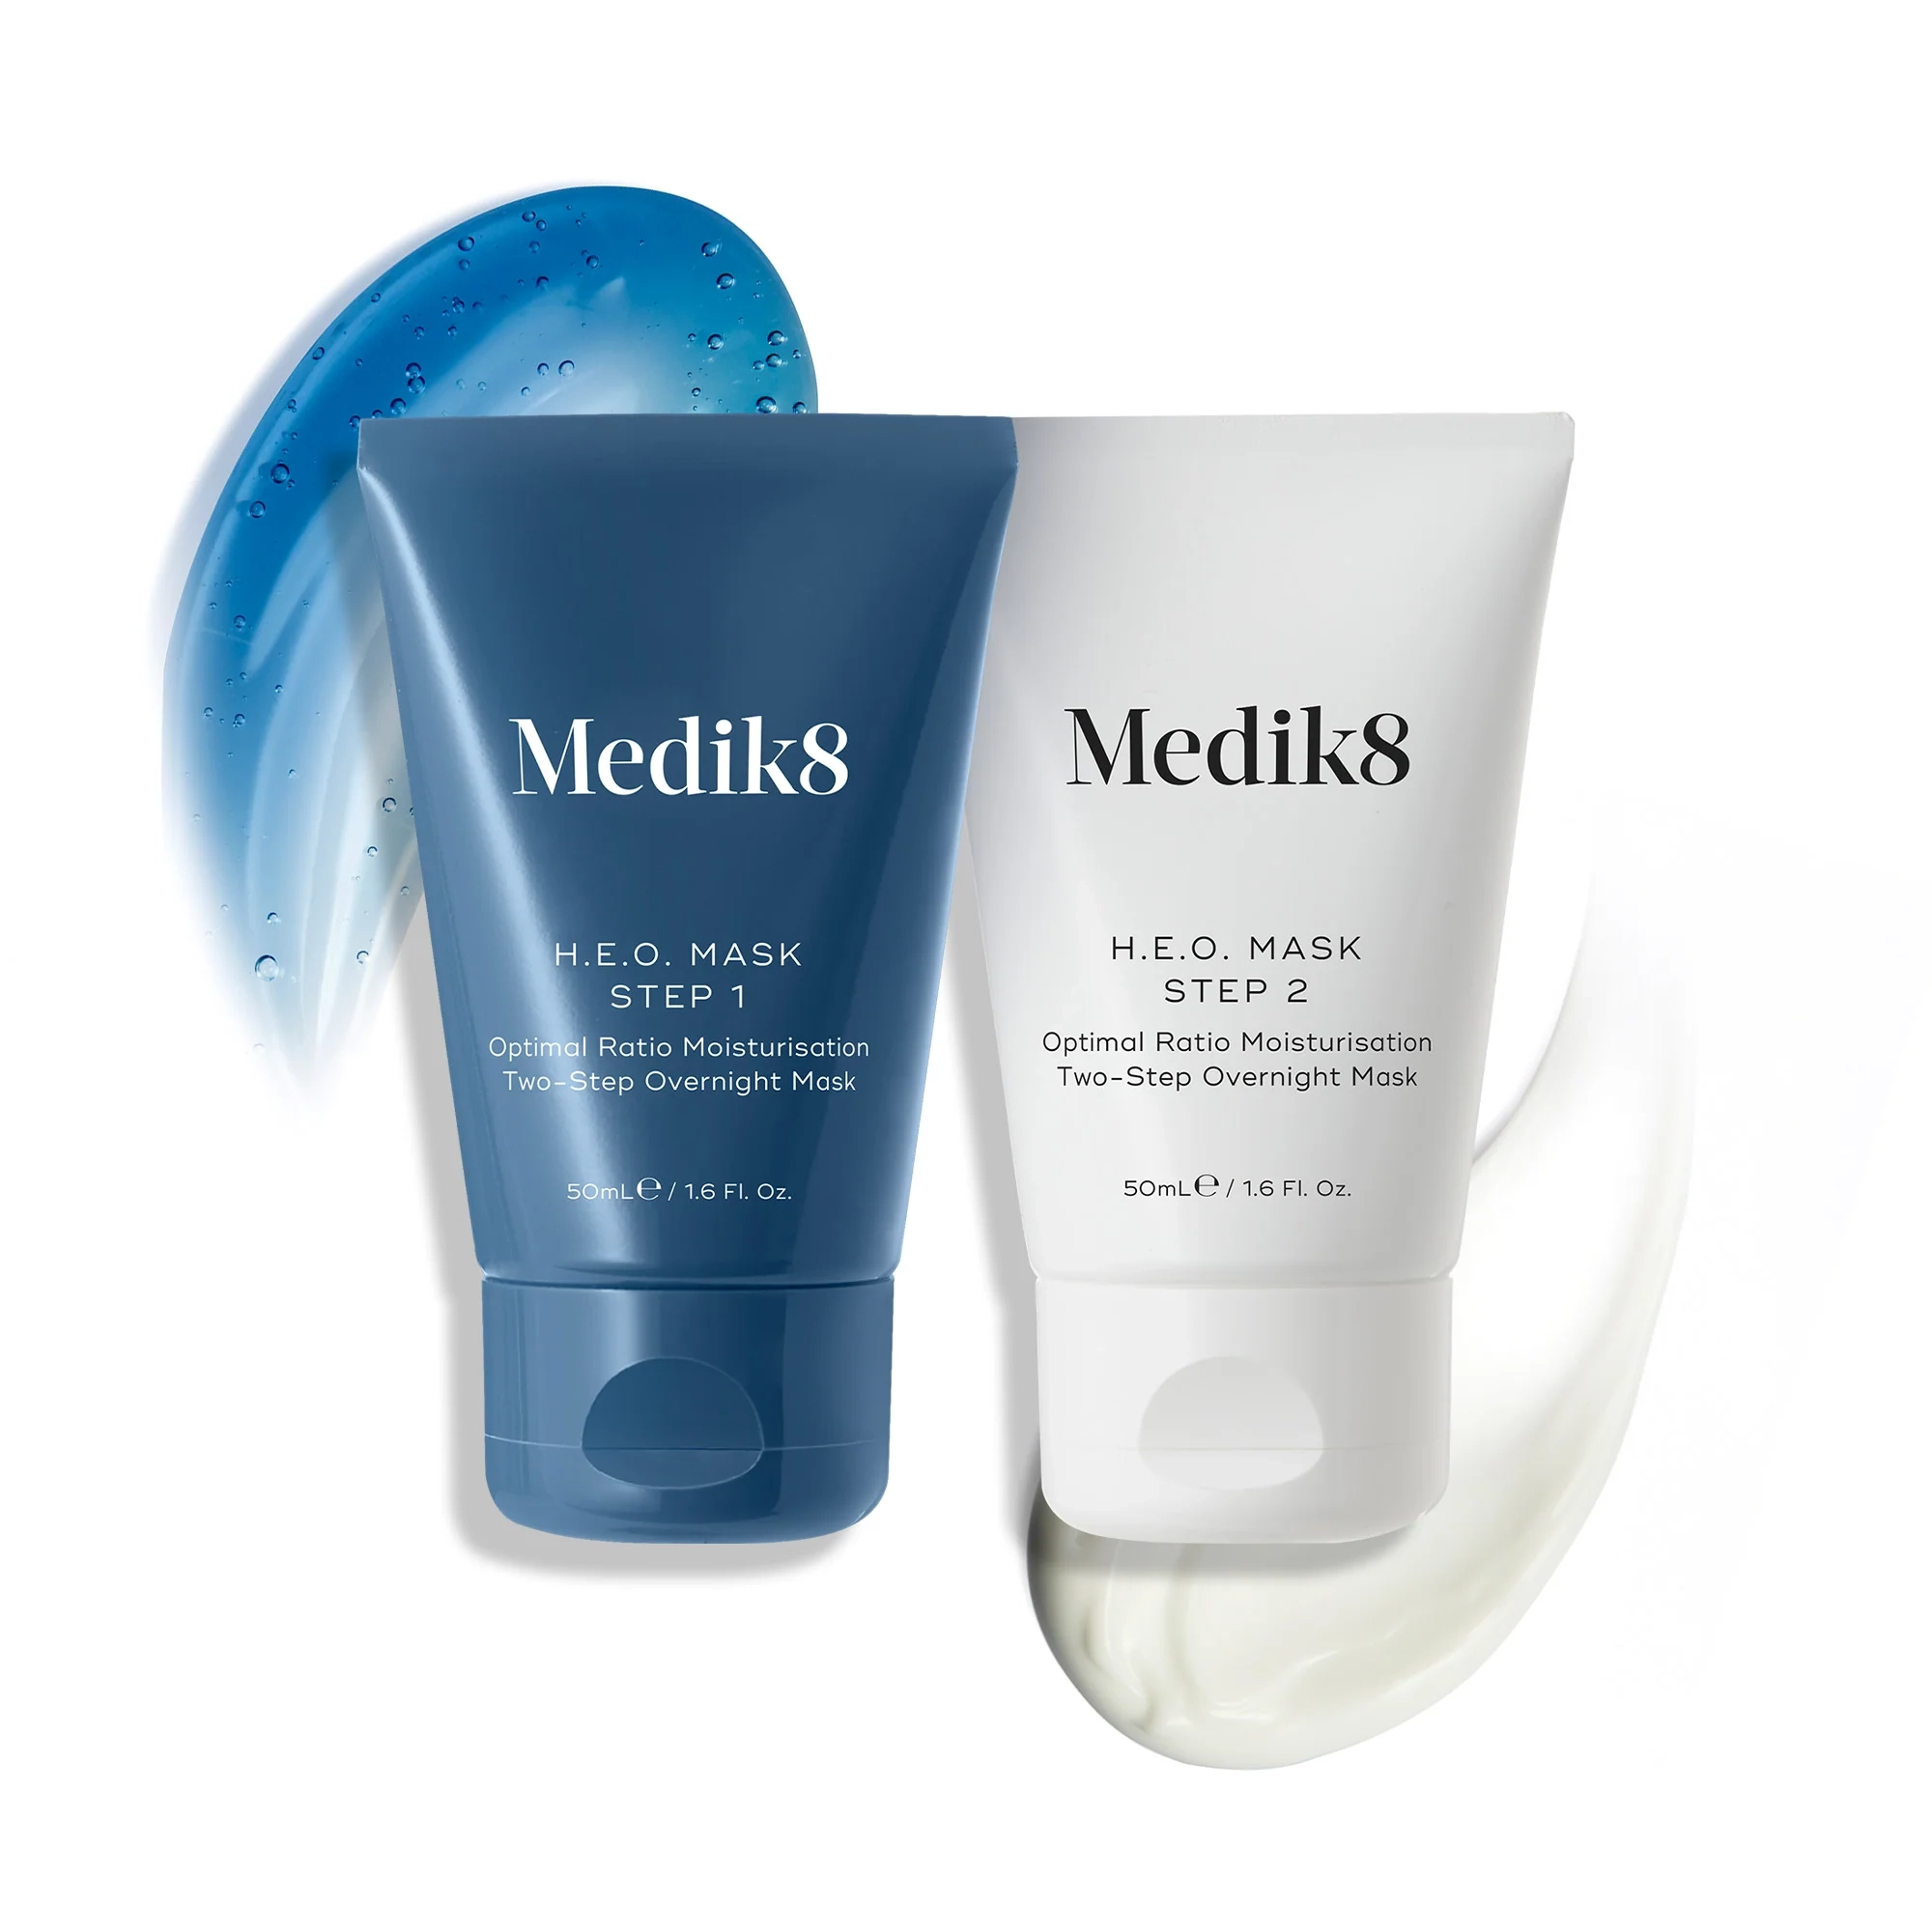 Medik8
H.E.O. MASK
STEP 1
Optimal Ratio Moisturisation
Two-Step Overnight Mask
50mL℮ / 1.6 Fl. Oz.
Medik8
H.E.O. MASK
STEP 2
Optimal Ratio Moisturisation
Two-Step Overnight Mask
50mL℮ / 1.6 Fl. Oz.